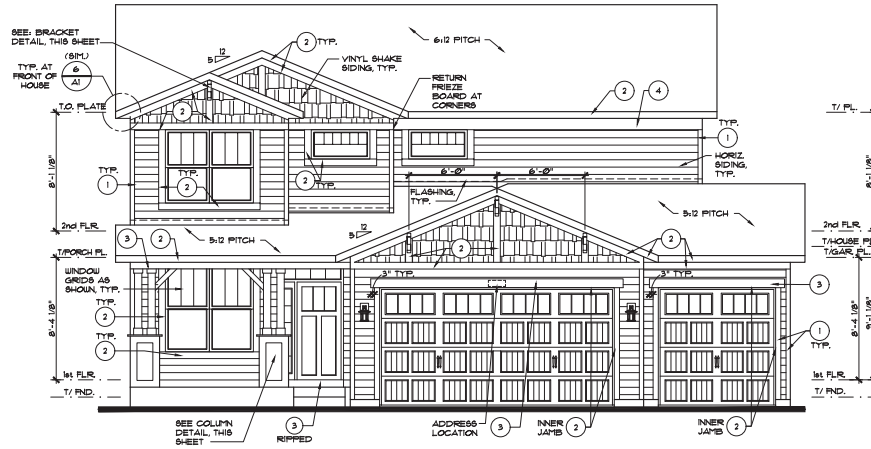 SEE: BRACKET
DETAIL, THIS SHEET
(SIM.)
TYP. AT
FRONT OF
HOUSE
6
A1
12
5
2 TYP.
VINYL SHAKE
SIDING, TYP.
6:12 PITCH
RETURN
FRIEZE
BOARD AT
CORNERS
2
4
T.O. PLATE
T/ PL.
2
TYP.
1
8'-1 1/8"
TYP.
1
TYP.
2
2
TYP.
6'-0"
6'-0"
HORIZ.
SIDING,
TYP.
FLASHING,
TYP.
8'-1 1/8"
2nd FLR.
5:12 PITCH
12
5
5:12 PITCH
2nd FLR.
T/HOUSE PL.
T/GAR. PL.
3
2
T/PORCH PL.
2
2
WINDOW
GRIDS AS
SHOWN, TYP.
3" TYP.
3" TYP.
3
TYP.
2
TYP.
2
8'-4 1/8"
1
TYP.
8'-4 1/8"
9'-1 1/8"
1st FLR.
T/ FND.
1st FLR.
T/ FND.
SEE COLUMN
DETAIL, THIS
SHEET
3
RIPPED
ADDRESS
LOCATION
3
INNER
JAMB
2
INNER
JAMB
2